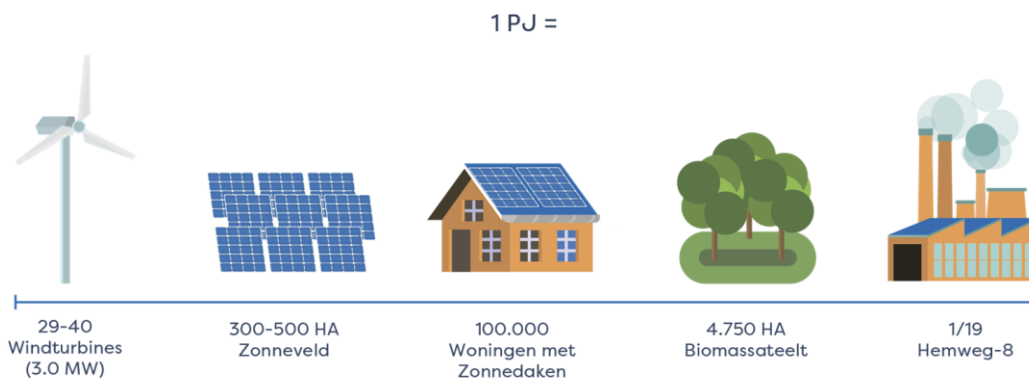 1 PJ =
29-40
Windturbines
(3.0 MW)
300-500 HA
Zonneveld
100.000
Woningen met
Zonnedaken
4.750 HA
Biomassateelt
1/19
Hemweg-8